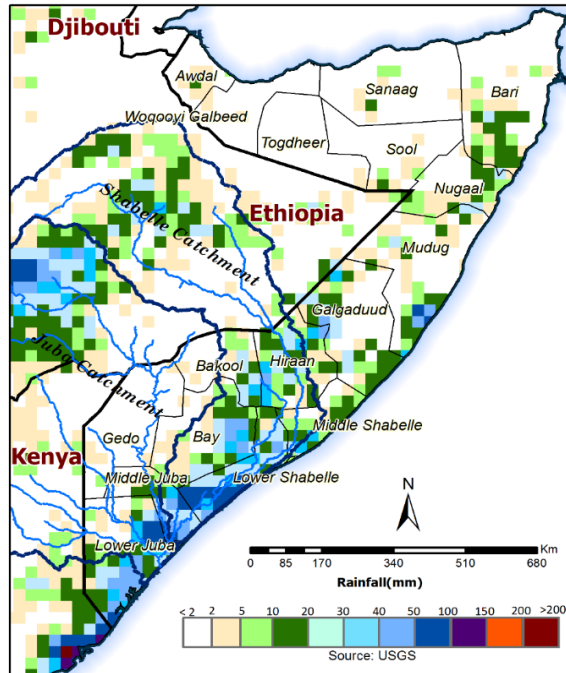 Djibouti
Awdal
Sanaag
Bari
Woqooyi Galbeed
Togdheer
Sool
Nugaal
Shabelle Catchment
Ethiopia
Mudug
Galgaduud
Juba Catchment
Bakool
Hiraan
Gedo
Bay
Middle Shabelle
Kenya
Middle Juba
Lower Shabelle
Lower Juba
N
Km
0 85 170 340 510 680
Rainfall(mm)
< 2 2 5 10 20 30 40 50 100 150 200 >200
Source: USGS